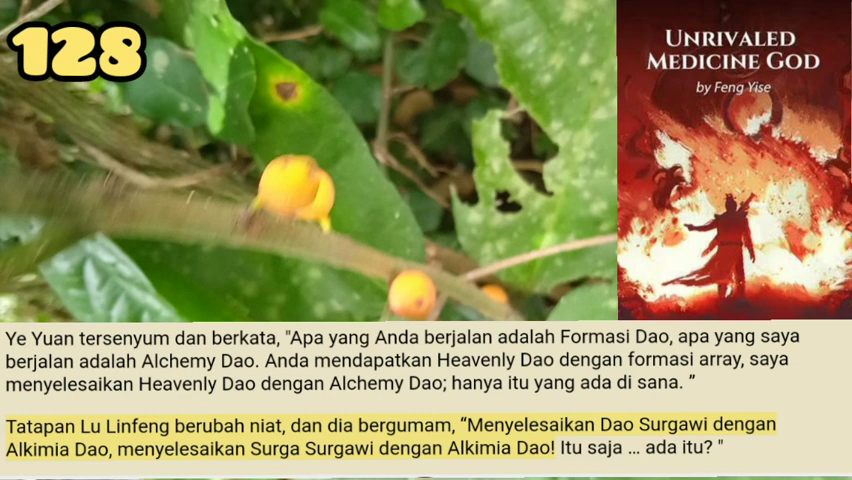 128
UNRIVALED
MEDICINE GOD
by Feng Yise
Ye Yuan tersenyum dan berkata, "Apa yang Anda berjalan adalah Formasi Dao, apa yang saya
berjalan adalah Alchemy Dao. Anda mendapatkan Heavenly Dao dengan formasi array, saya
menyelesaikan Heavenly Dao dengan Alchemy Dao; hanya itu yang ada di sana. ”
Tatapan Lu Linfeng berubah niat, dan dia bergumam, “Menyelesaikan Dao Surgawi dengan
Alkimia Dao, menyelesaikan Surga Surgawi dengan Alkimia Dao! Itu saja … ada itu? "